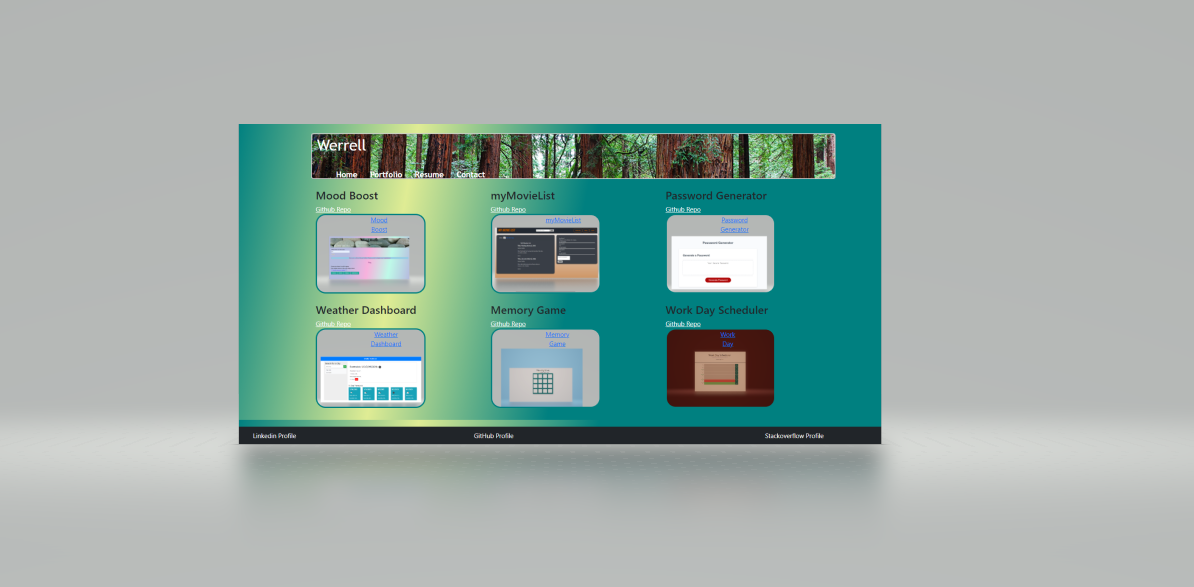 Werrell
Home Portfolio Resume Contact
Mood Boost
Github Repo
Mood
Boost
myMovieList
Github Repo
myMovieList
Password Generator
Github Repo
Password
Generator
Password Generator
Weather Dashboard
Github Repo
Weather
Dashboard
Memory Game
Github Repo
Memory
Game
Work Day Scheduler
Github Repo
Work
Day
Linkedin Profile
GitHub Profile
Stackoverflow Profile